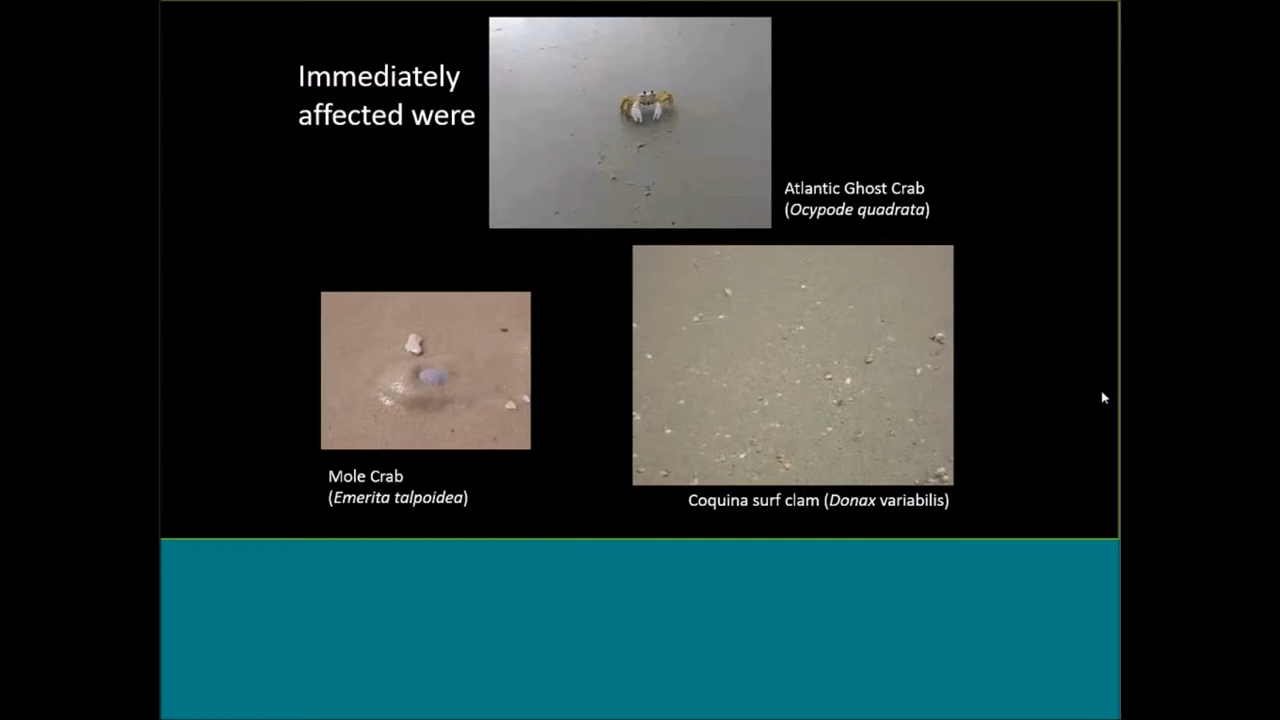 Immediately
affected were
Atlantic Ghost Crab
(Ocypode quadrata)
Mole Crab
(Emerita talpoidea)
Coquina surf clam (Donax variabilis)